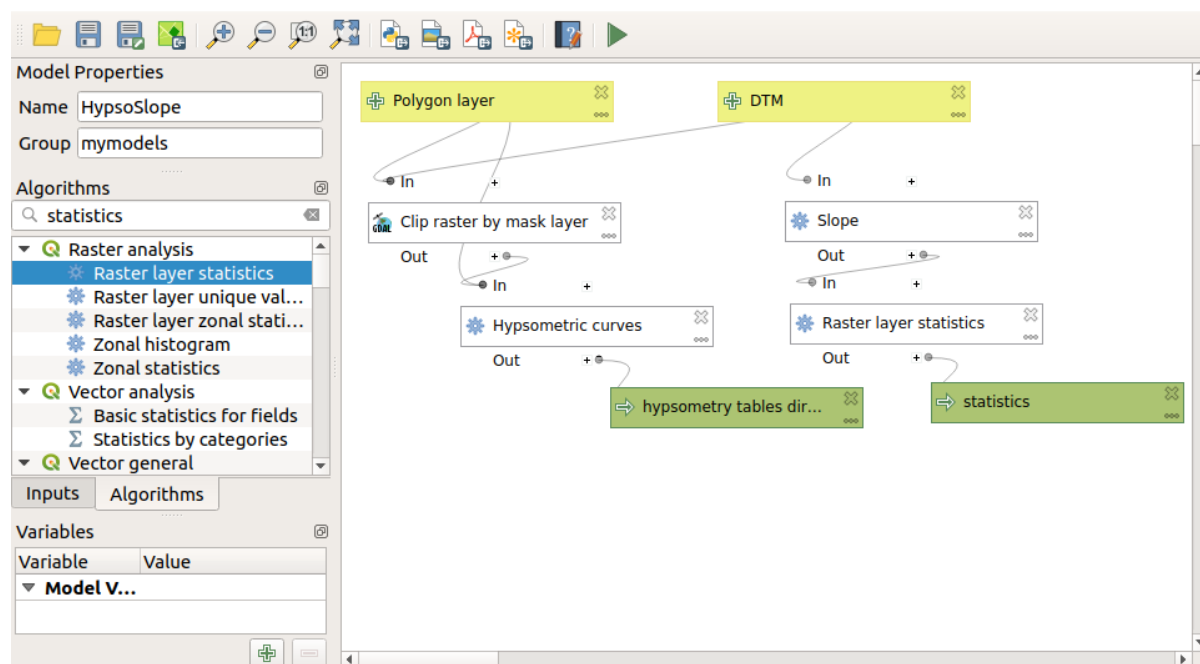 1:1
Model Properties
Name HypsoSlope
Group mymodels
Algorithms
statistics
Raster analysis
Raster layer statistics
Raster layer unique val...
Raster layer zonal stati...
Zonal histogram
Zonal statistics
Vector analysis
Basic statistics for fields
Statistics by categories
Vector general
Inputs Algorithms
Variables
Variable Value
Model V...
Polygon layer
DTM
In
In
GDAL
Clip raster by mask layer
Slope
Out
Out
In
In
Hypsometric curves
Raster layer statistics
Out
Out
hypsometry tables dir...
statistics